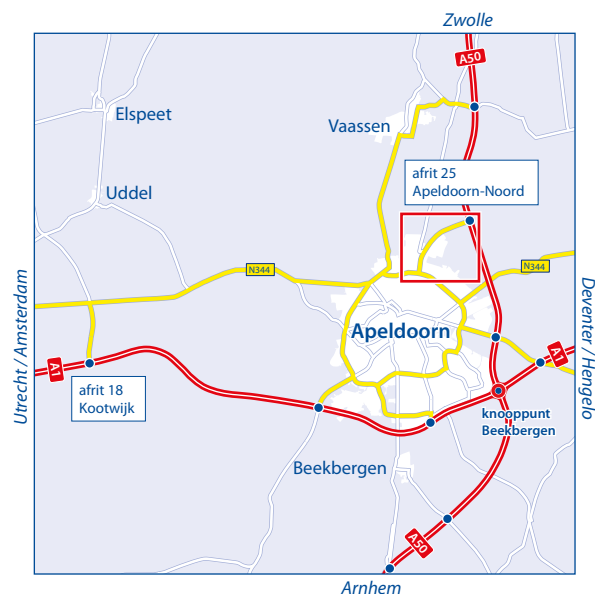 Zwolle
A50
Elspeet
Vaassen
afrit 25
Apeldoorn-Noord
Uddel
N344
N344
Utrecht / Amsterdam
Deventer / Hengelo
Apeldoorn
A1
A1
afrit 18
Kootwijk
knooppunt
Beekbergen
Beekbergen
A50
Arnhem